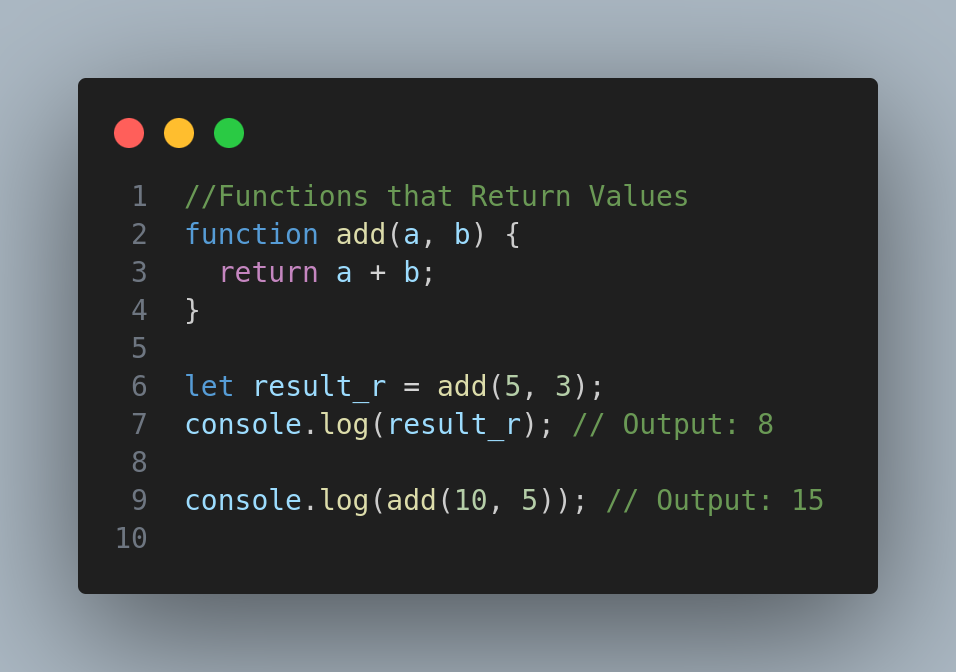 1 //Functions that Return Values
2 function add(a, b) {
3   return a + b;
4 }
5
6 let result_r = add(5, 3);
7 console.log(result_r); // Output: 8
8
9 console.log(add(10, 5)); // Output: 15
10